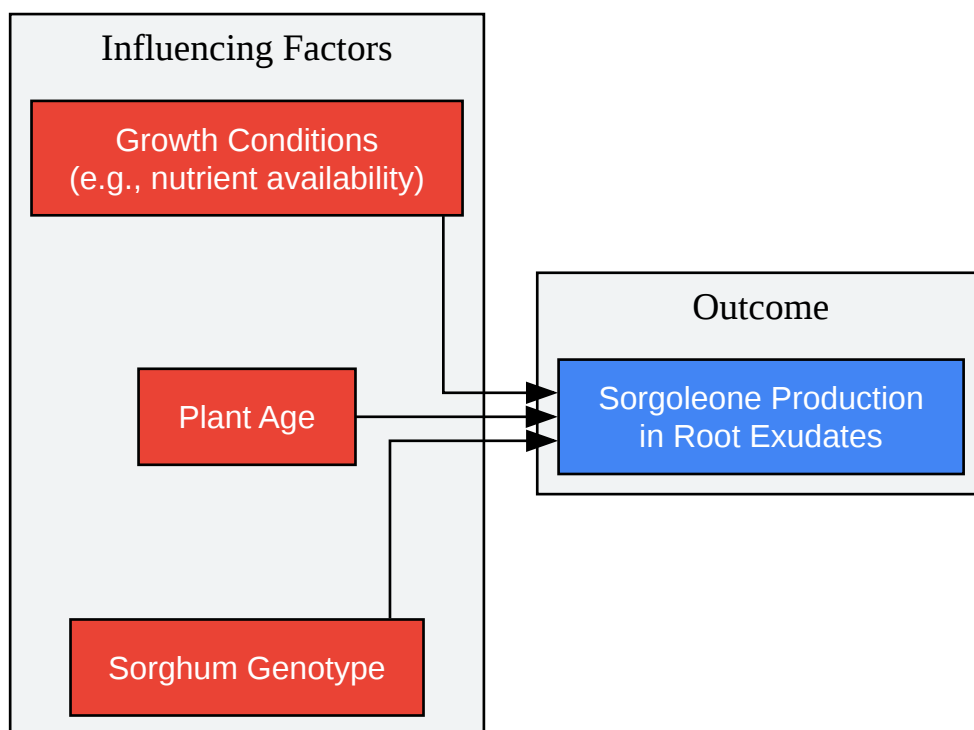 Influencing Factors
Growth Conditions
(e.g., nutrient availability)
Outcome
Sorgoleone Production
in Root Exudates
Plant Age
Sorghum Genotype